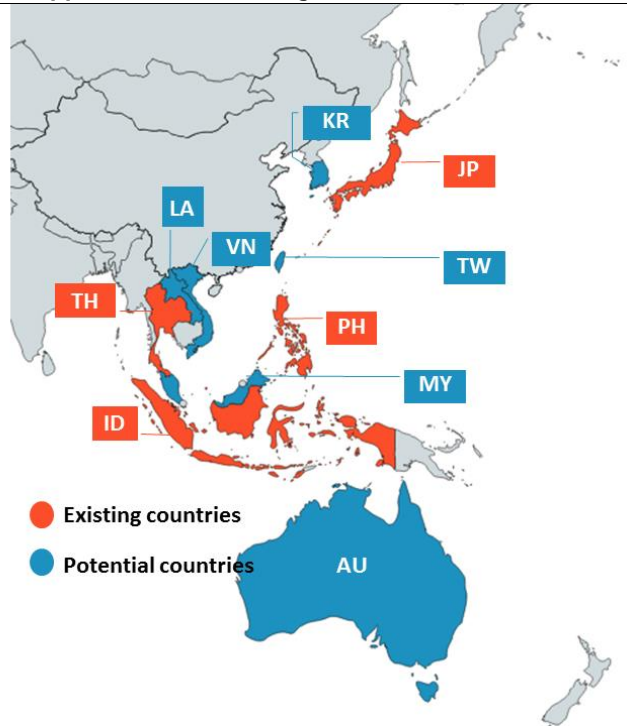 KR
JP
LA
VN
TW
TH
PH
MY
ID
Existing countries
Potential countries
AU